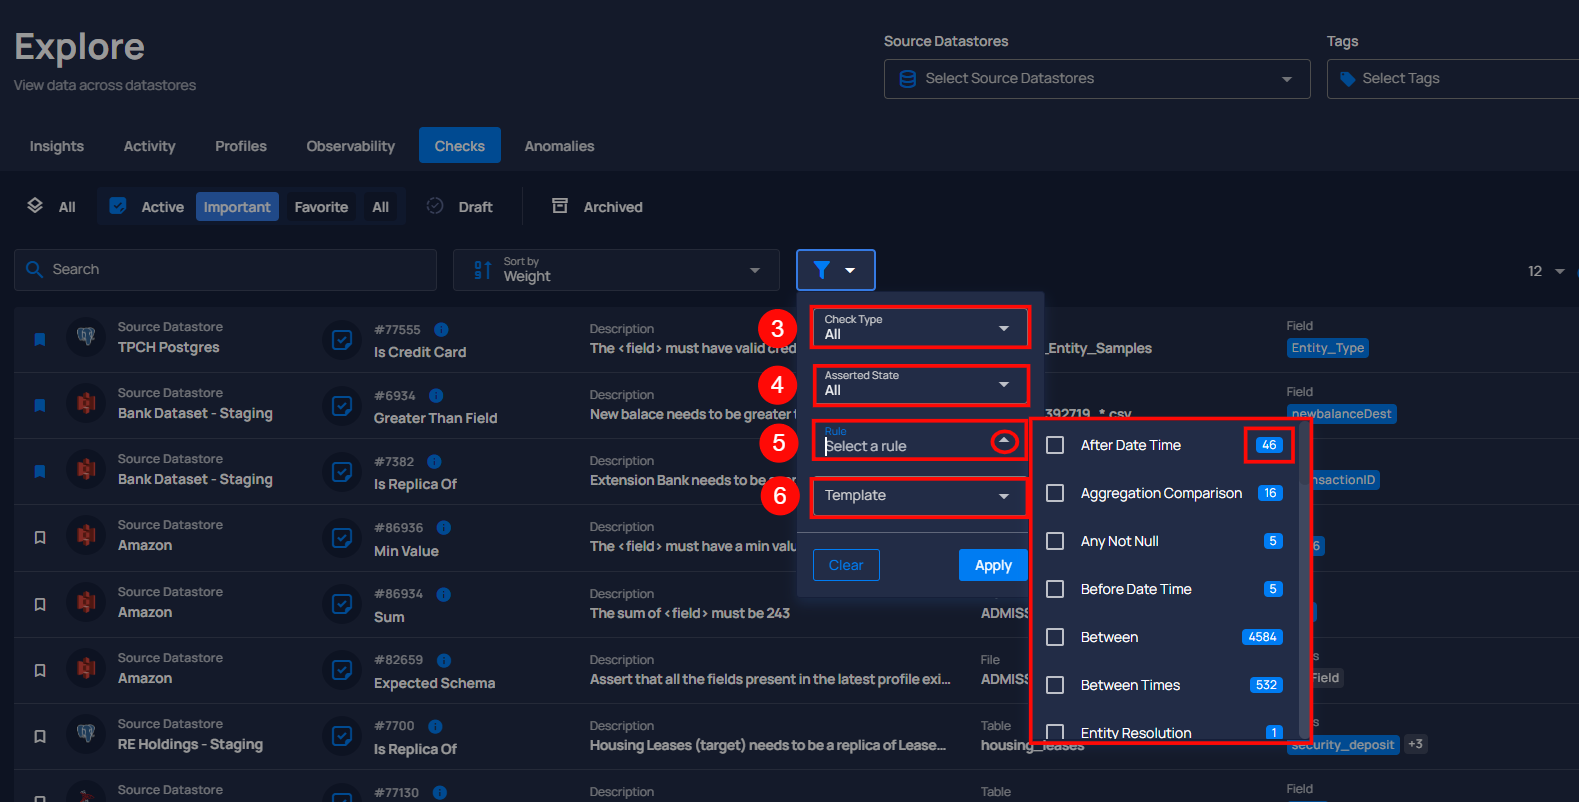 Explore
View data across datastores
Source Datastores
Select Source Datastores
Tags
Select Tags
Insights
Activity
Profiles
Observability
Checks
Anomalies
All
Active
Important
Favorite
All
Draft
Archived
Search
Sort by
Weight
12
3
Check Type
All
4
Asserted State
All
5
Rule
Select a rule
6
Template
Clear
Apply
After Date Time 46
Aggregation Comparison 16
Any Not Null 5
Before Date Time 5
Between 4584
Between Times 532
Entity Resolution 1
Source Datastore
TPCH Postgres
#77555
Is Credit Card
Description
The <field> must have valid cred
_Entity_Samples
Field
Entity_Type
Source Datastore
Bank Dataset - Staging
#6934
Greater Than Field
Description
New balace needs to be greater t
392719_*.csv
Field
newbalanceDest
Source Datastore
Bank Dataset - Staging
#7382
Is Replica Of
Description
Extension Bank needs to be
nsactionID
Source Datastore
Amazon
#86936
Min Value
Description
The <field> must have a min valu
Source Datastore
Amazon
#86934
Sum
Description
The sum of <field> must be 243
ADMISS
Source Datastore
Amazon
#82659
Expected Schema
Description
Assert that all the fields present in the latest profile exi...
File
ADMISS
Field
Source Datastore
RE Holdings - Staging
#7700
Is Replica Of
Description
Housing Leases (target) needs to be a replica of Lease...
Table
housing_leases
security_deposit
+3
Source Datastore
#77130
Description
Table
Field